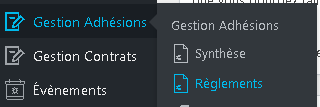 Gestion Adhésions
Gestion Contrats
Évènements
Gestion Adhésions
Synthèse
Règlements